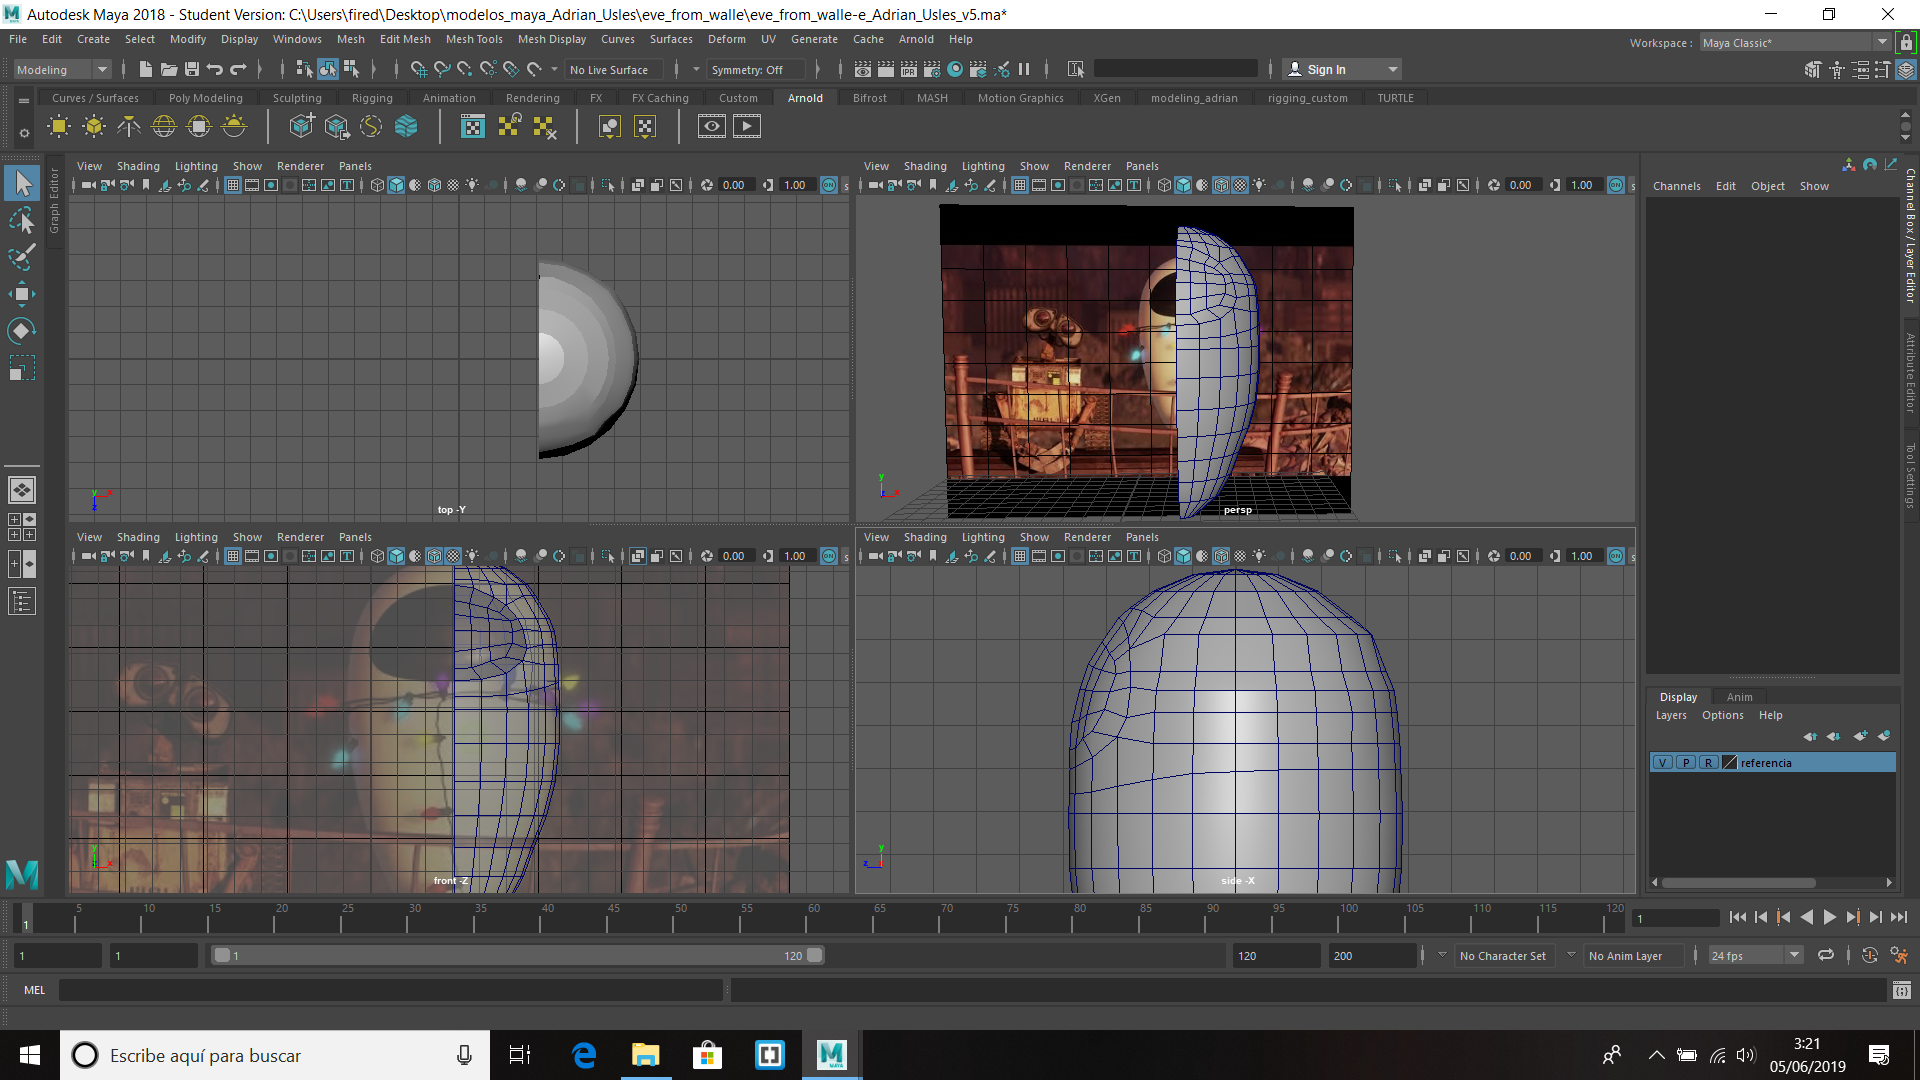 Autodesk Maya 2018 - Student Version: C:\Users\fired\Desktop\modelos_maya_Adrian_Usles\eve_from_walle\eve_from_walle-e_Adrian_Usles_v5.ma*
File Edit Create Select Modify Display Windows Mesh Edit Mesh Mesh Tools Mesh Display Curves Surfaces Deform UV Generate Cache Arnold Help
Workspace : Maya Classic*
Modeling No Live Surface Symmetry: Off Sign In
Curves / Surfaces Poly Modeling Sculpting Rigging Animation Rendering FX FX Caching Custom Arnold Bifrost MASH Motion Graphics XGen modeling_adrian rigging_custom TURTLE
Graph Editor
View Shading Lighting Show Renderer Panels
0.00 1.00
top -Y
View Shading Lighting Show Renderer Panels
0.00 1.00
persp
View Shading Lighting Show Renderer Panels
0.00 1.00
front -Z
View Shading Lighting Show Renderer Panels
0.00 1.00
side -X
Channels Edit Object Show
Channel Box / Layer Editor
Attribute Editor
Tool Settings
Display Anim
Layers Options Help
V P R referencia
1 5 10 15 20 25 30 35 40 45 50 55 60 65 70 75 80 85 90 95 100 105 110 115 120 1
1 1 1 120 120 200 No Character Set No Anim Layer 24 fps
MEL
Escribe aquí para buscar
3:21
05/06/2019